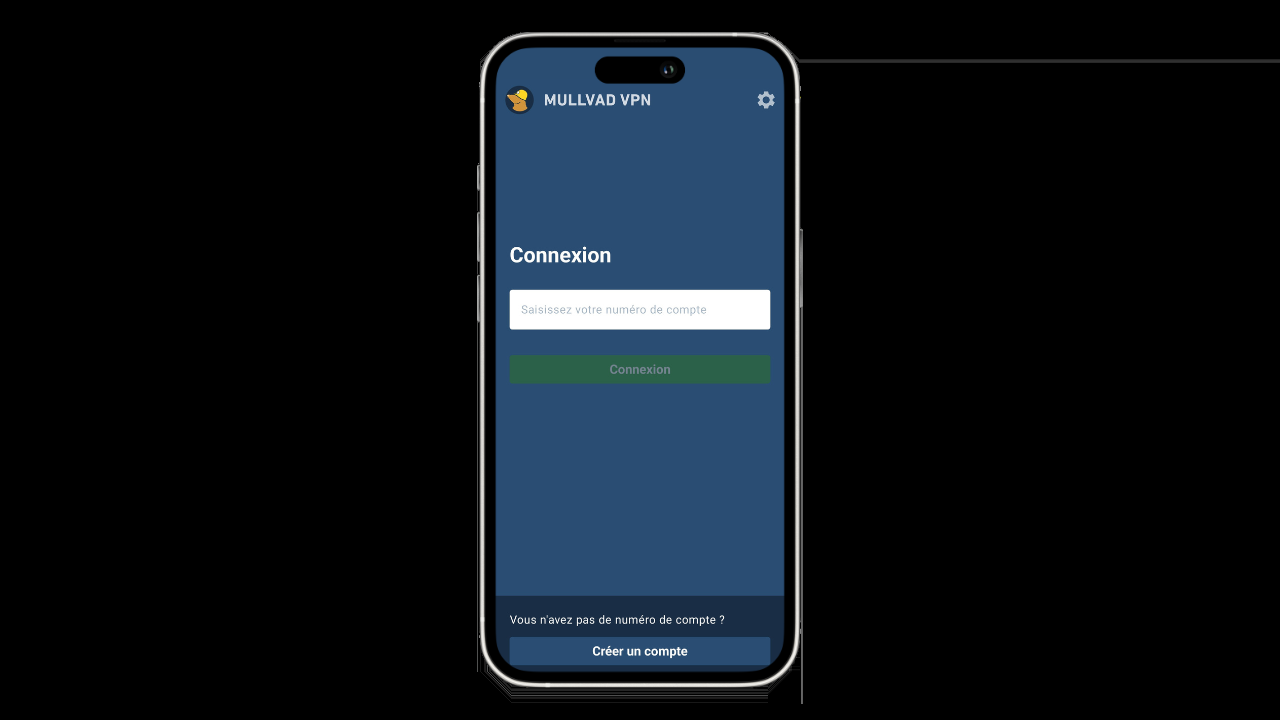 MULLVAD VPN
Connexion
Saisissez votre numéro de compte
Connexion
Vous n'avez pas de numéro de compte ?
Créer un compte